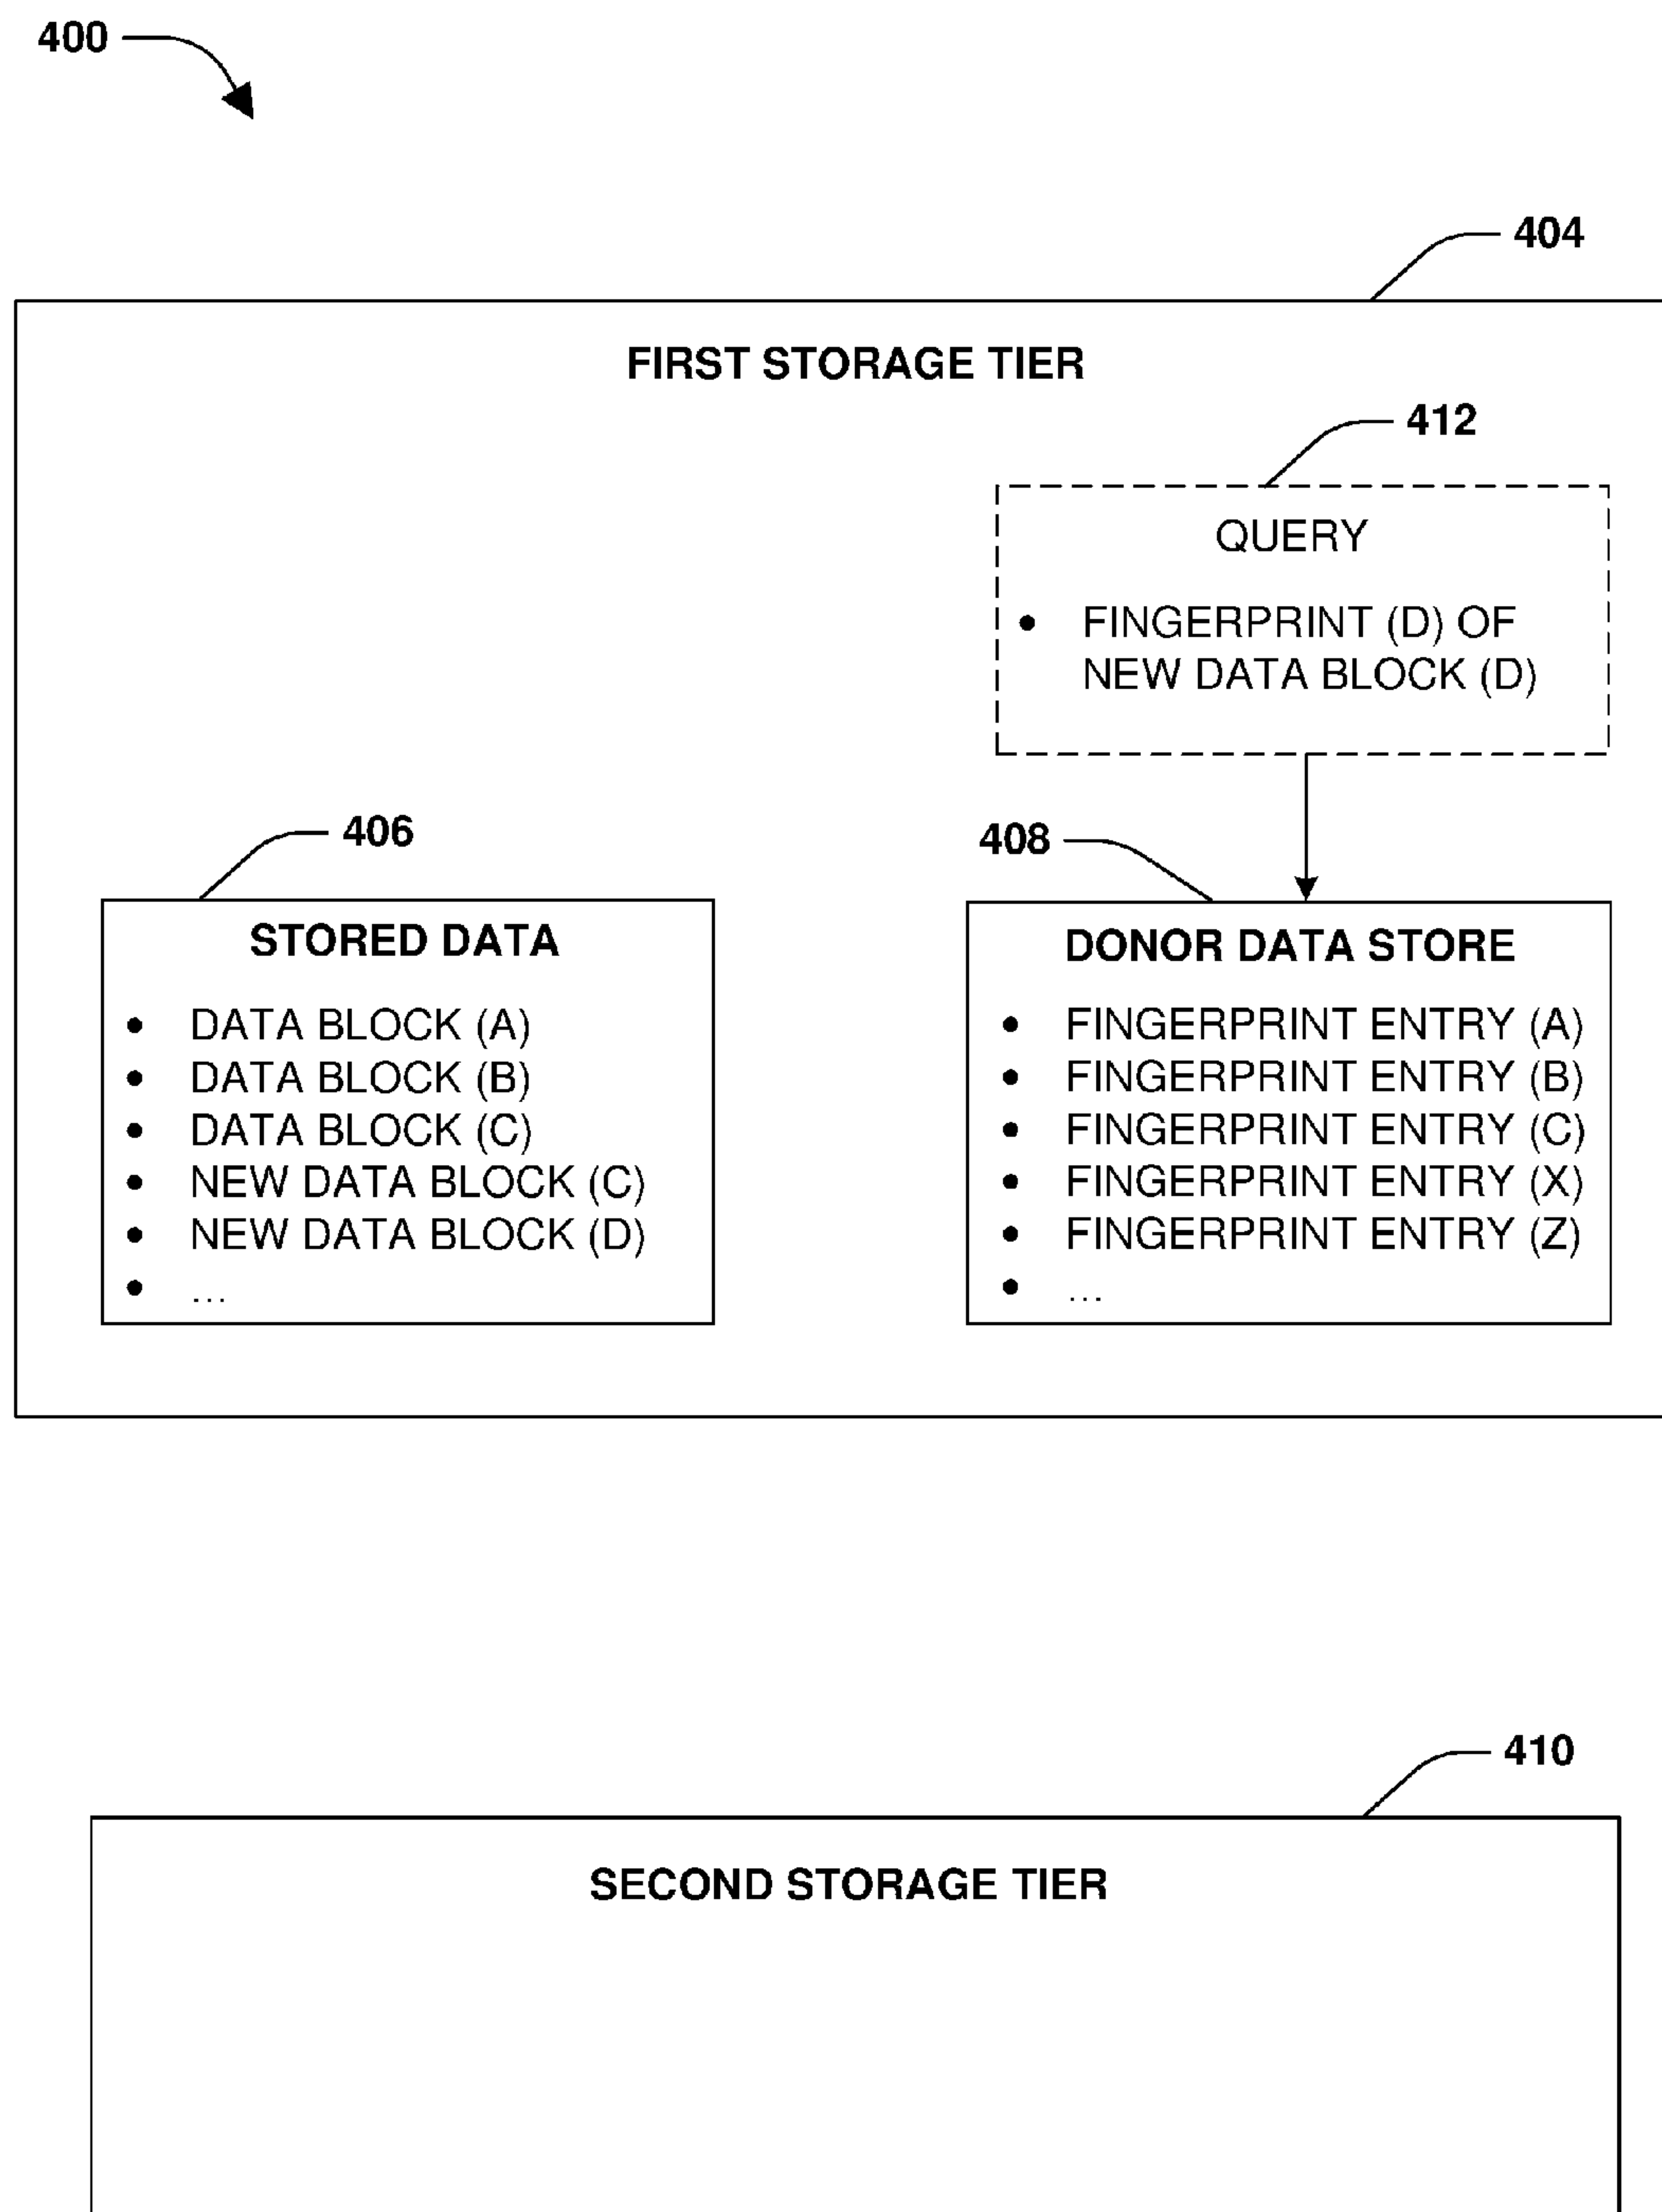 400
404
FIRST STORAGE TIER
412
QUERY
• FINGERPRINT (D) OF
NEW DATA BLOCK (D)
406
STORED DATA
• DATA BLOCK (A)
• DATA BLOCK (B)
• DATA BLOCK (C)
• NEW DATA BLOCK (C)
• NEW DATA BLOCK (D)
• ...
408
DONOR DATA STORE
• FINGERPRINT ENTRY (A)
• FINGERPRINT ENTRY (B)
• FINGERPRINT ENTRY (C)
• FINGERPRINT ENTRY (X)
• FINGERPRINT ENTRY (Z)
• ...
410
SECOND STORAGE TIER